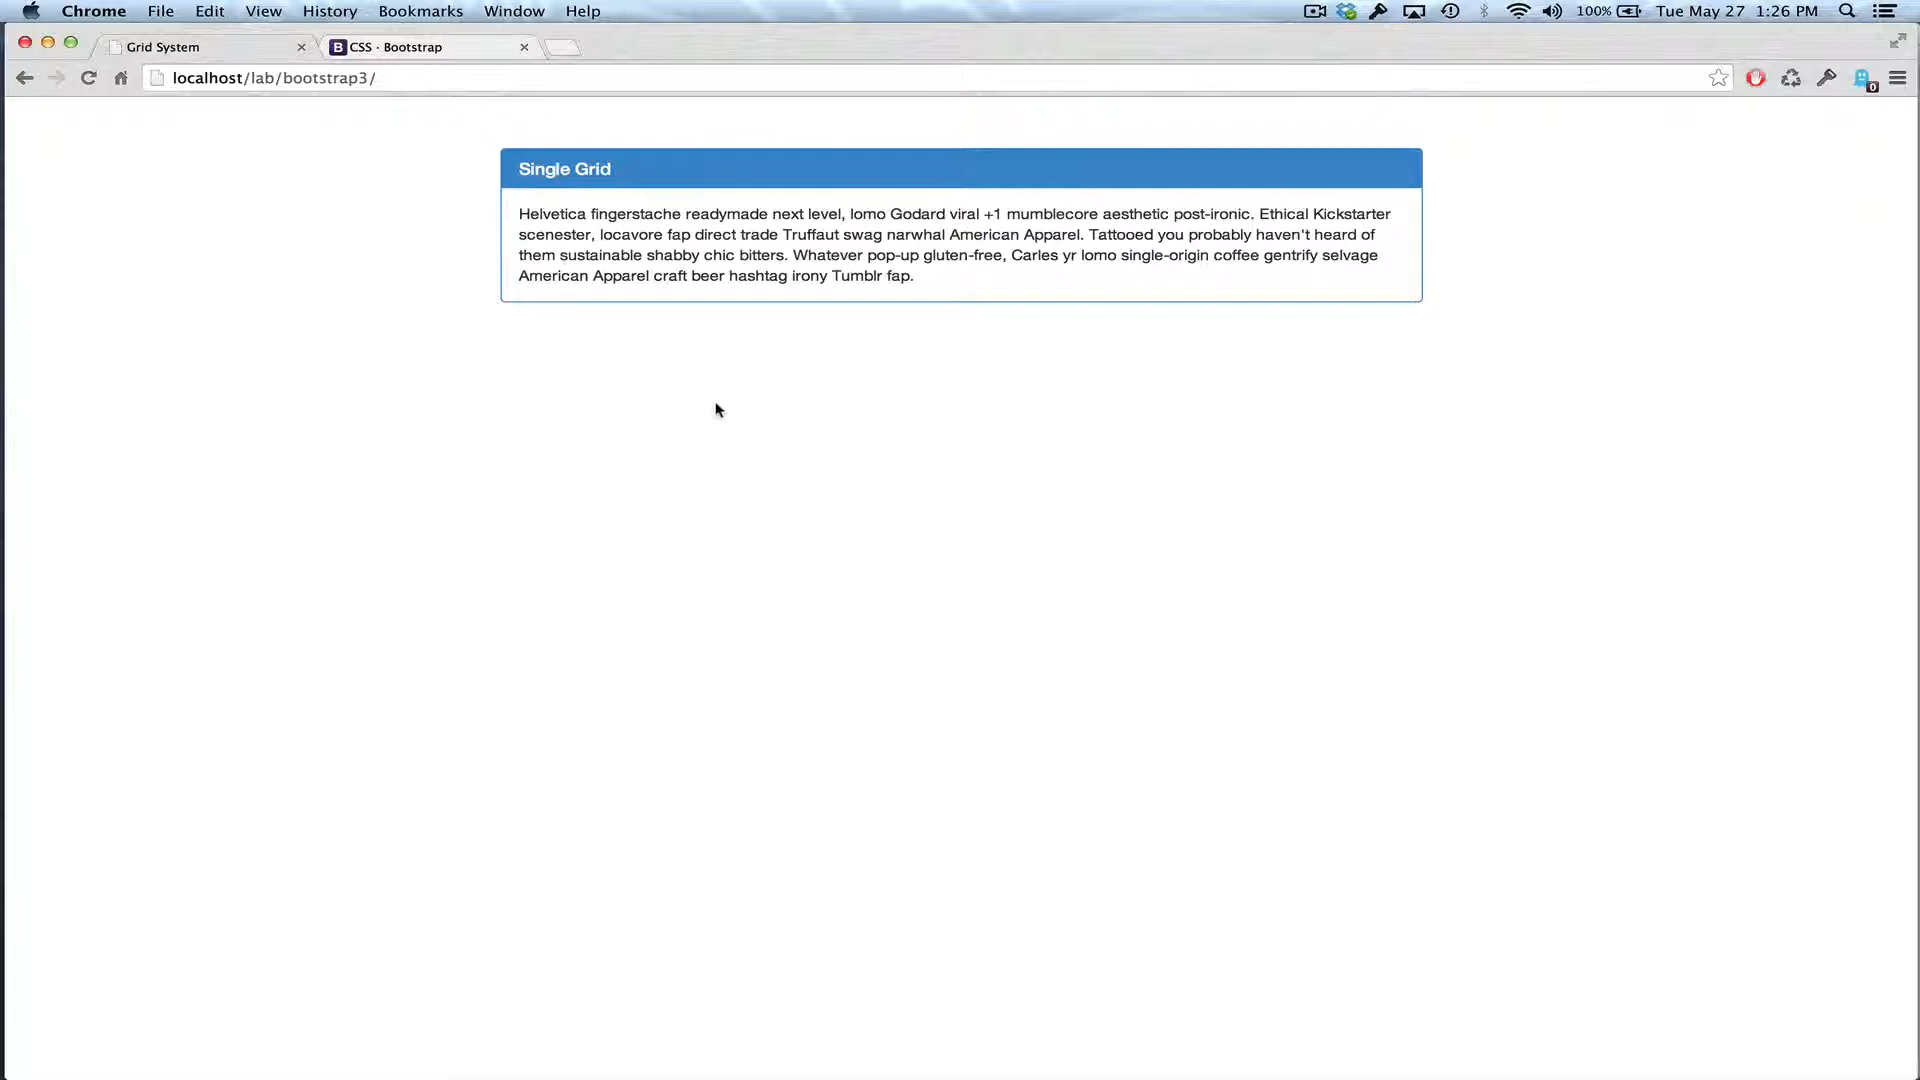 Chrome File Edit View History Bookmarks Window Help 100% Tue May 27 1:26 PM
Grid System B CSS · Bootstrap
localhost/lab/bootstrap3/ 0
Single Grid
Helvetica fingerstache readymade next level, lomo Godard viral +1 mumblecore aesthetic post-ironic. Ethical Kickstarter
scenester, locavore fap direct trade Truffaut swag narwhal American Apparel. Tattooed you probably haven't heard of
them sustainable shabby chic bitters. Whatever pop-up gluten-free, Carles yr lomo single-origin coffee gentrify selvage
American Apparel craft beer hashtag irony Tumblr fap.